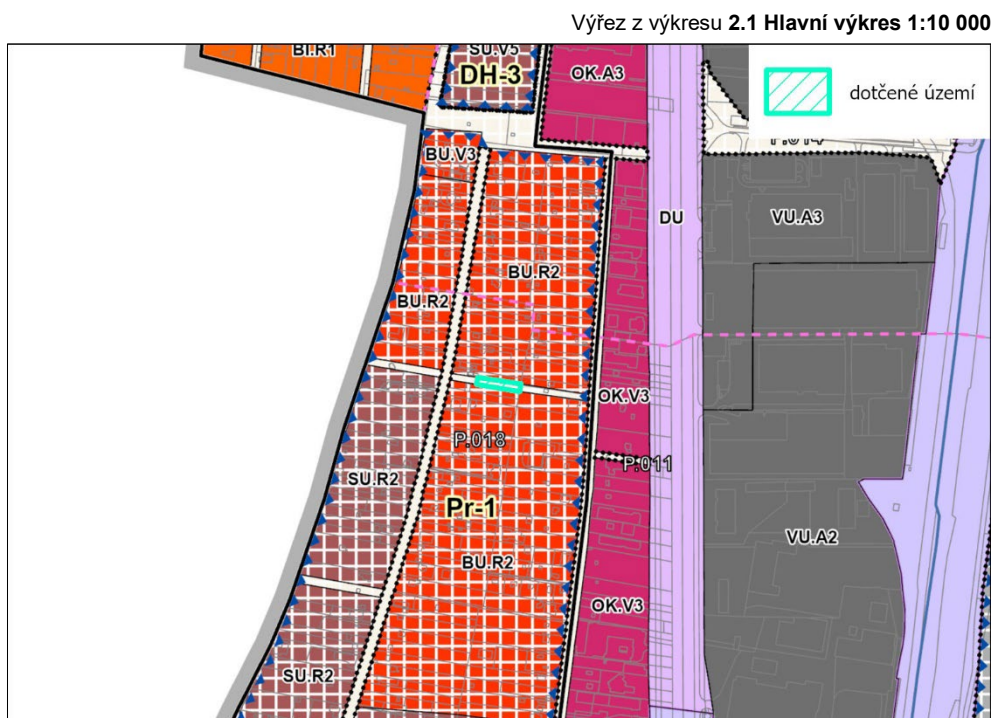 Výřez z výkresu 2.1 Hlavní výkres 1:10 000
dotčené území
BI.R1
SU.V5
DH-3
OK.A3
P.014
BU.V3
DU
VU.A3
BU.R2
BU.R2
OK.V3
P.018
P.011
SU.R2
Pr-1
VU.A2
BU.R2
OK.V3
SU.R2